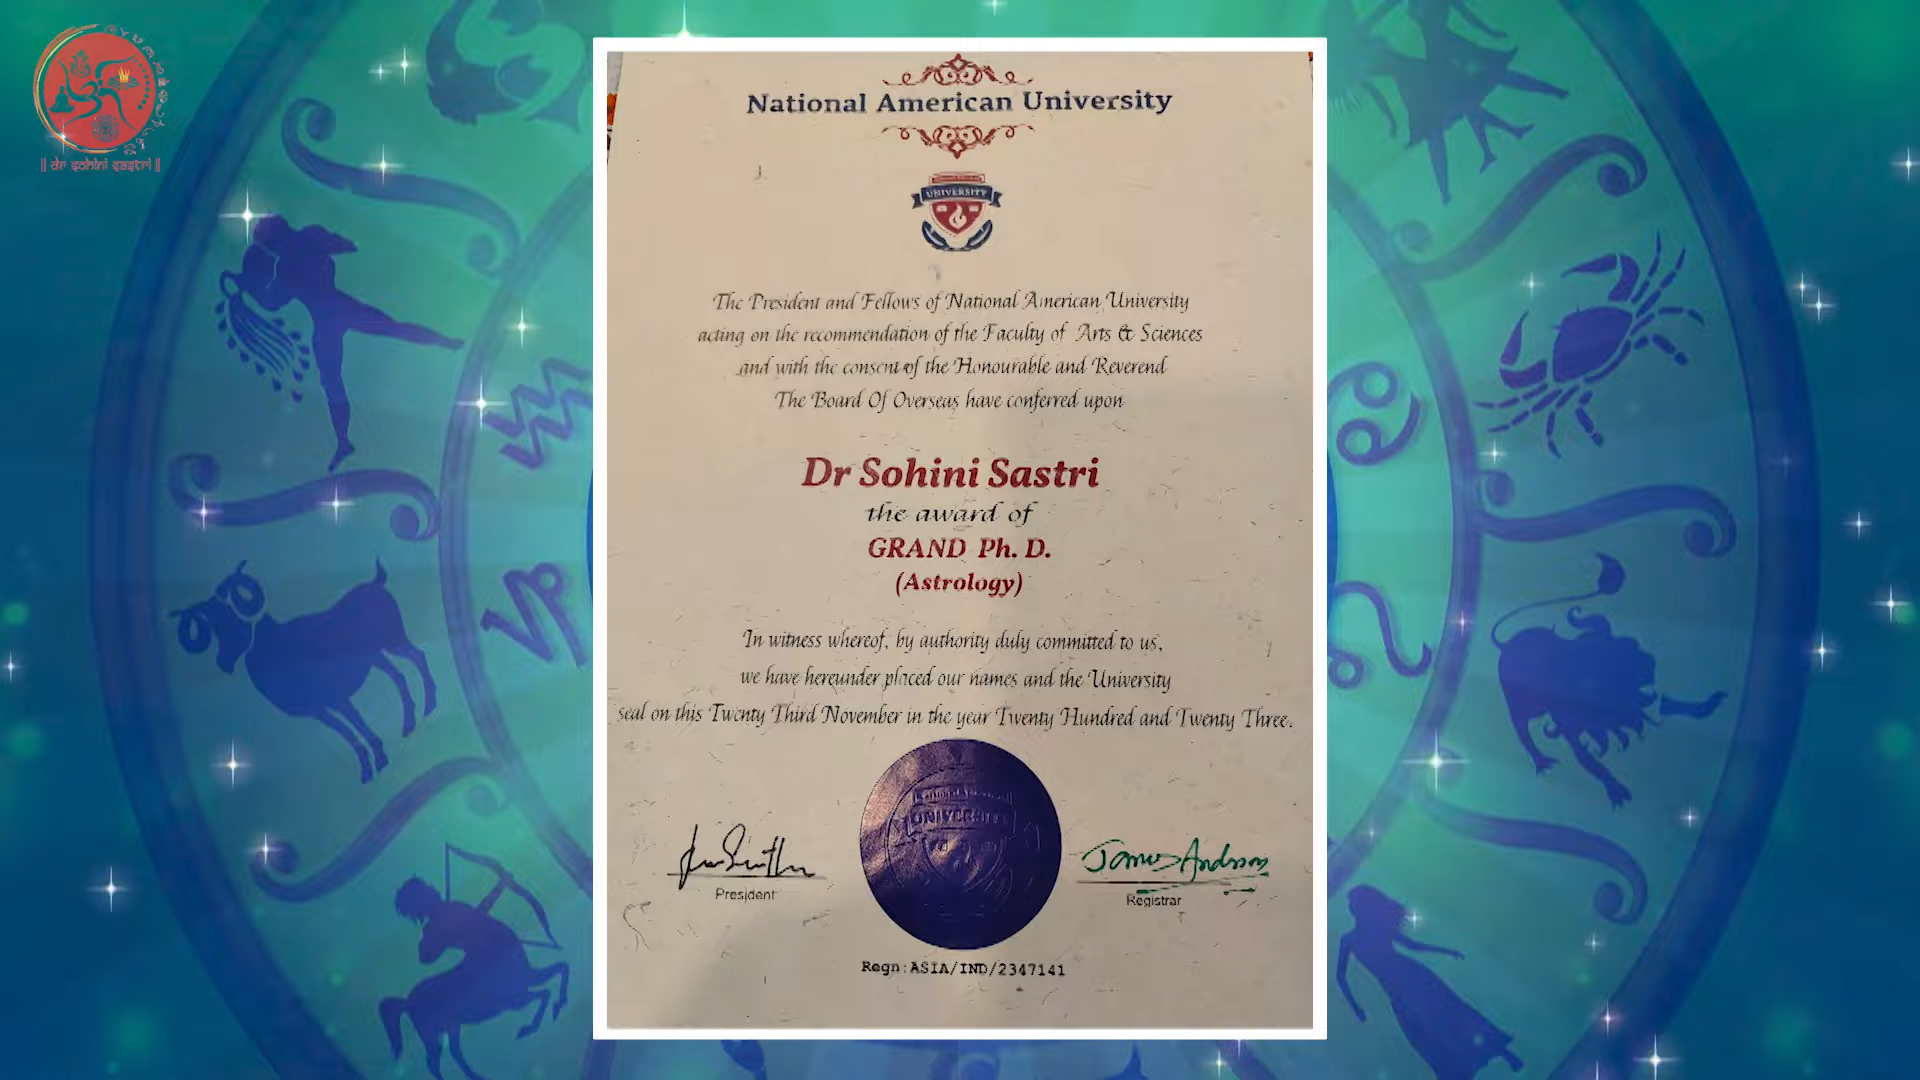 || dr sohini sastri ||
National American University
UNIVERSITY
The President and Fellows of National American University
acting on the recommendation of the Faculty of Arts & Sciences
and with the consent of the Honourable and Reverend
The Board Of Overseas have conferred upon
Dr Sohini Sastri
the award of
GRAND Ph. D.
(Astrology)
In witness whereof, by authority duly committed to us,
we have hereunder placed our names and the University
seal on this Twenty Third November in the year Twenty Hundred and Twenty Three.
UNIVERSITY
President
James Anderson
Registrar
Regn:ASIA/IND/2347141